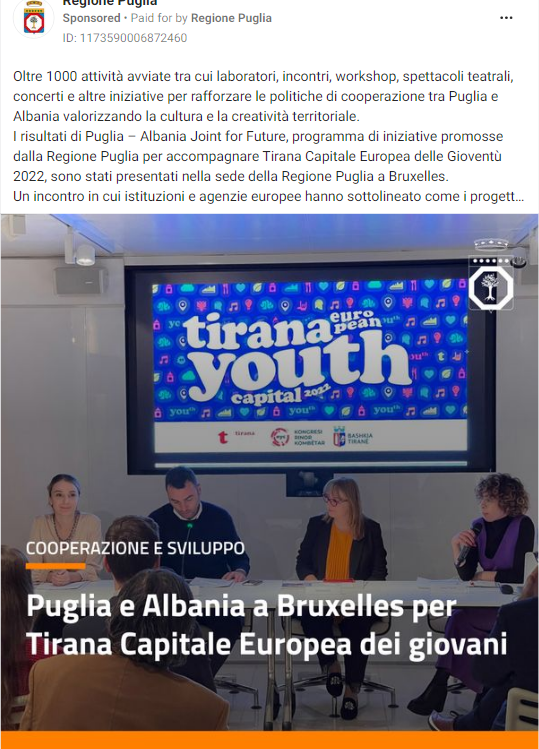 Regione Puglia
Sponsored • Paid for by Regione Puglia
ID: 1173590006872460
Oltre 1000 attività avviate tra cui laboratori, incontri, workshop, spettacoli teatrali,
concerti e altre iniziative per rafforzare le politiche di cooperazione tra Puglia e
Albania valorizzando la cultura e la creatività territoriale.
I risultati di Puglia – Albania Joint for Future, programma di iniziative promosse
dalla Regione Puglia per accompagnare Tirana Capitale Europea delle Gioventù
2022, sono stati presentati nella sede della Regione Puglia a Bruxelles.
Un incontro in cui istituzioni e agenzie europee hanno sottolineato come i progett...
tirana euro
pean
youth
capital 2022
youth
youth
youth
t tirana
KONGRESI
RINOR
KOMBËTAR
BASHKIA
TIRANË
COOPERAZIONE E SVILUPPO
Puglia e Albania a Bruxelles per
Tirana Capitale Europea dei giovani